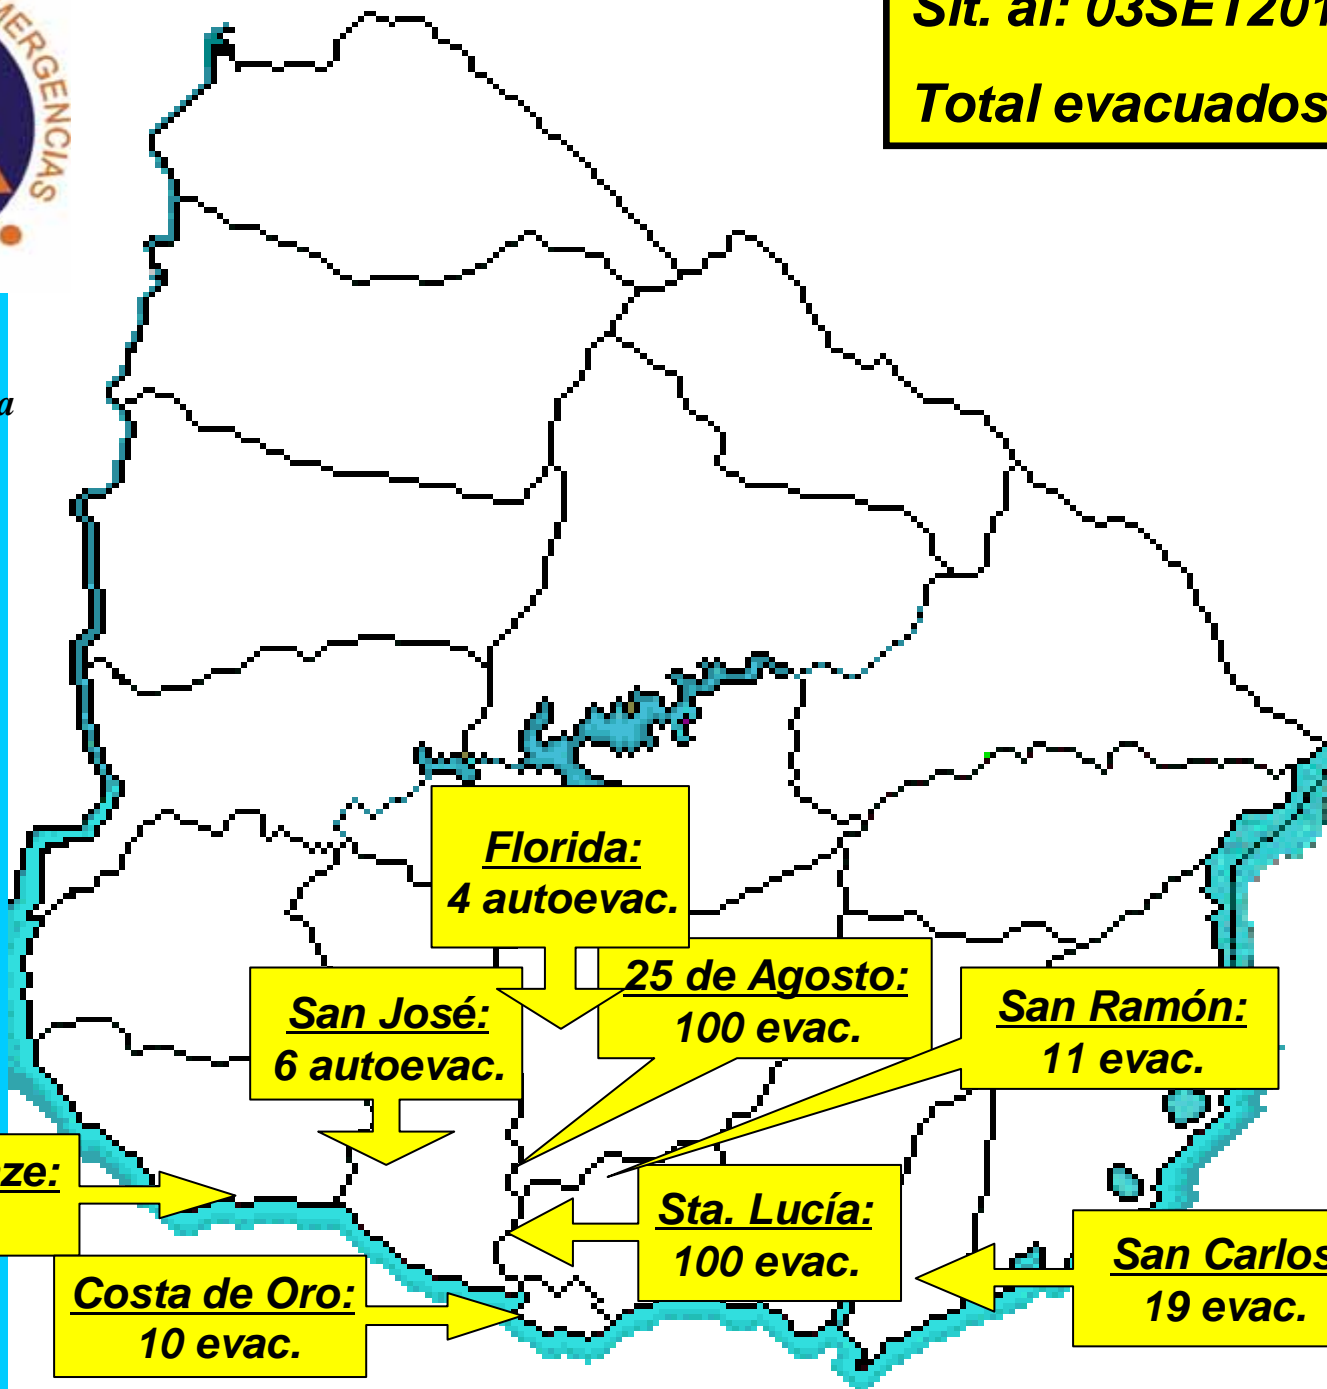 MERGENCIAS
Sit. al: 03SET201
Total evacuados
a
Florida:
4 autoevac.
25 de Agosto:
100 evac.
San José:
6 autoevac.
San Ramón:
11 evac.
ze:
Sta. Lucía:
100 evac.
San Carlos
19 evac.
Costa de Oro:
10 evac.